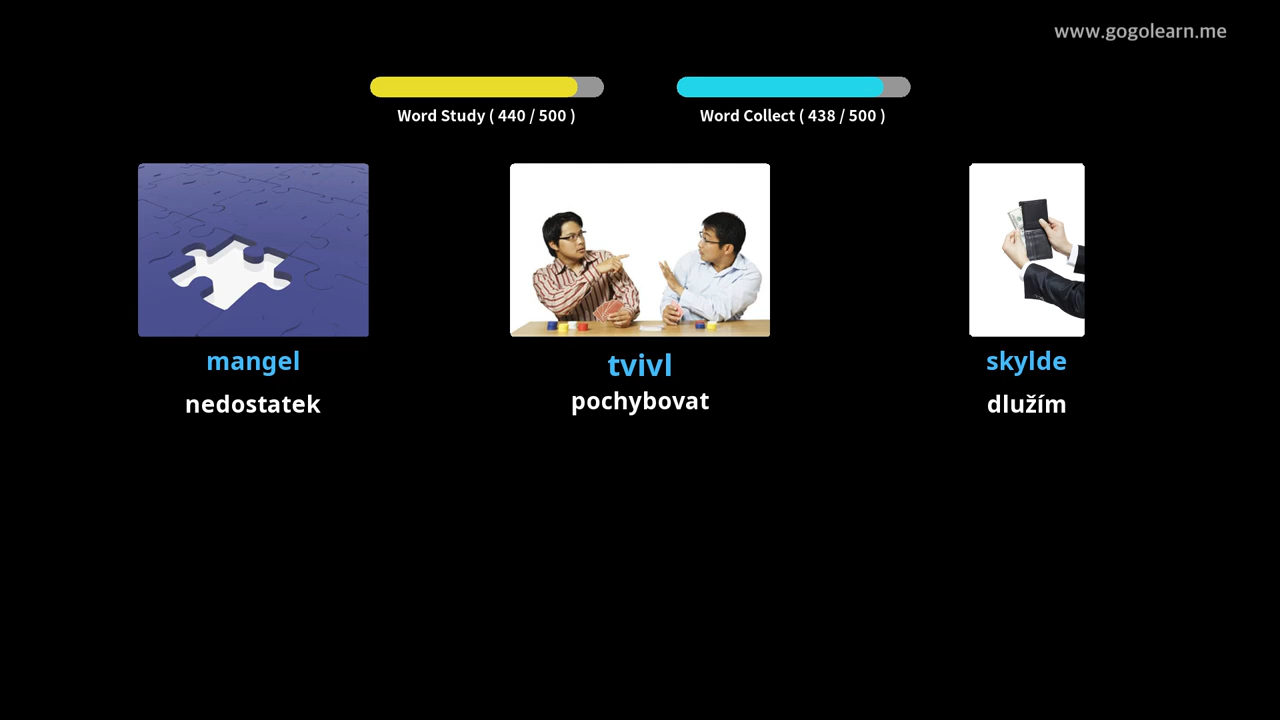 www.gogolearn.me
Word Study ( 440 / 500 )
Word Collect ( 438 / 500 )
mangel
nedostatek
tvivl
pochybovat
skylde
dlužím